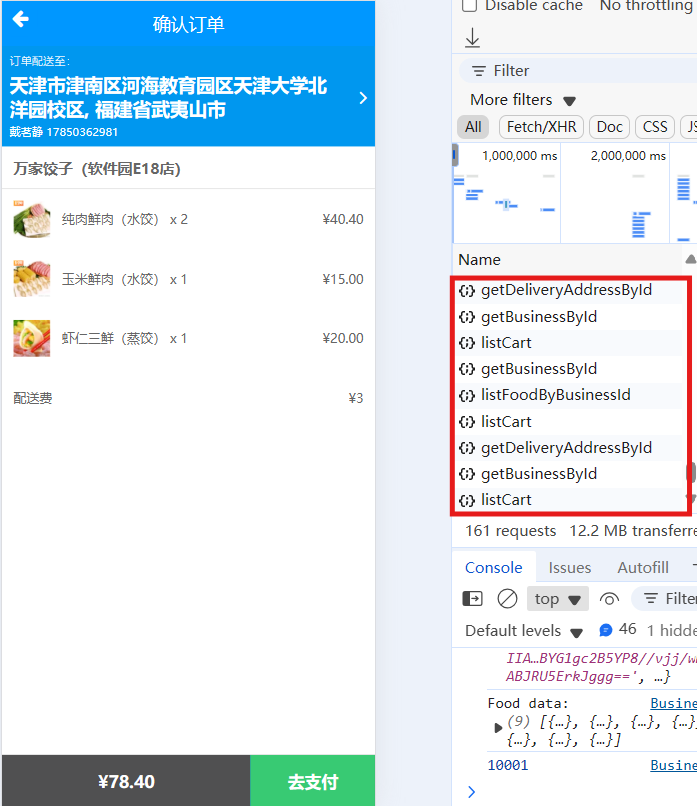 确认订单
订单配送至：
天津市津南区河海教育园区天津大学北
洋园校区, 福建省武夷山市
戴茗静 17850362981
万家饺子（软件园E18店）
纯肉鲜肉（水饺） x 2
¥40.40
玉米鲜肉（水饺） x 1
¥15.00
虾仁三鲜（蒸饺） x 1
¥20.00
配送费
¥3
¥78.40
去支付
Disable cache
No throttling
Filter
More filters
All
Fetch/XHR
Doc
CSS
JS
1,000,000 ms
2,000,000 ms
Name
getDeliveryAddressById
getBusinessById
listCart
getBusinessById
listFoodByBusinessId
listCart
getDeliveryAddressById
getBusinessById
listCart
161 requests
12.2 MB transferre
Console
Issues
Autofill
top
Filter
Default levels
46
1 hidde
IIA…BYG1gc2B5YP8//vjj/w
ABJRU5ErkJggg==', …}
Food data:
Busine
(9) [{…}, {…}, {…}, {…}
{…}, {…}, {…}]
10001
Busine